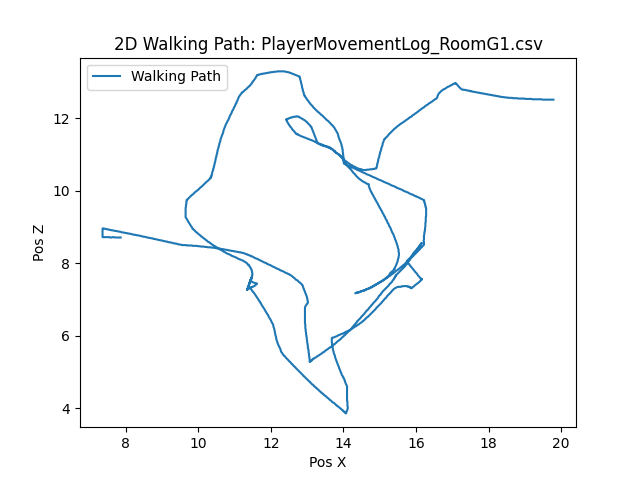 2D Walking Path: PlayerMovementLog_RoomG1.csv
Walking Path
12
10
8
6
4
Pos Z
8 10 12 14 16 18 20
Pos X